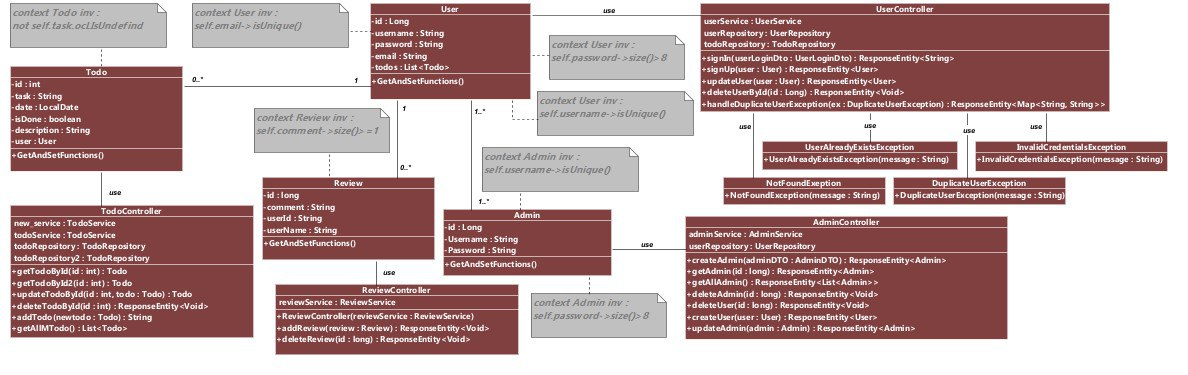 context Todo inv :
not self.task.oclIsUndefind
context User inv :
self.email->isUnique()
User
-id : Long
-username : String
-password : String
-email : String
-todos : List<Todo>
+GetAndSetFunctions()
use
UserController
userService : UserService
userRepository : UserRepository
todoRepository : TodoRepository
+signIn(userLoginDto : UserLoginDto) : ResponseEntity<String>
+signUp(user : User) : ResponseEntity<User>
+updateUser(user : User) : ResponseEntity<User>
+deleteUserById(id : Long) : ResponseEntity<Void>
+handleDuplicateUserException(ex : DuplicateUserException) : ResponseEntity<Map<String, String>>
context User inv :
self.password->size()>8
context User inv :
self.username->isUnique()
Todo
-id : int
-task : String
-date : LocalDate
-isDone : boolean
-description : String
-user : User
+GetAndSetFunctions()
0..*
1
1
0..*
1..*
1..*
context Review inv :
self.comment->size()>=1
context Admin inv :
self.username->isUnique()
use
use
use
use
UserAlreadyExistsException
+UserAlreadyExistsException(message : String)
InvalidCredentialsException
+InvalidCredentialsException(message : String)
NotFoundExeption
+NotFoundException(message : String)
DuplicateUserException
+DuplicateUserException(message : String)
use
TodoController
new_service : TodoService
todoService : TodoService
todoRepository : TodoRepository
todoRepository2 : TodoRepository
+getTodoById(id : int) : Todo
+getTodoById2(id : int) : Todo
+updateTodoById(id : int, todo : Todo) : Todo
+deleteTodoById(id : int) : ResponseEntity<Void>
+addTodo(newtodo : Todo) : String
+getAllMTodo() : List<Todo>
Review
-id : long
-comment : String
-userId : String
-userName : String
+GetAndSetFunctions()
use
ReviewController
reviewService : ReviewService
+ReviewController(reviewService : ReviewService)
+addReview(review : Review) : ResponseEntity<Void>
+deleteReview(id : long) : ResponseEntity<Void>
Admin
-id : Long
-Username : String
-Password : String
+GetAndSetFunctions()
use
context Admin inv :
self.password->size()>8
AdminController
adminService : AdminService
userRepository : UserRepository
+createAdmin(adminDTO : AdminDTO) : ResponseEntity<Admin>
+getAdmin(id : long) : ResponseEntity<Admin>
+getAllAdmin() : ResponseEntity<List<Admin>>
+deleteAdmin(id : long) : ResponseEntity<Void>
+deleteUser(id : long) : ResponseEntity<Void>
+createUser(user : User) : ResponseEntity<User>
+updateAdmin(admin : Admin) : ResponseEntity<Admin>